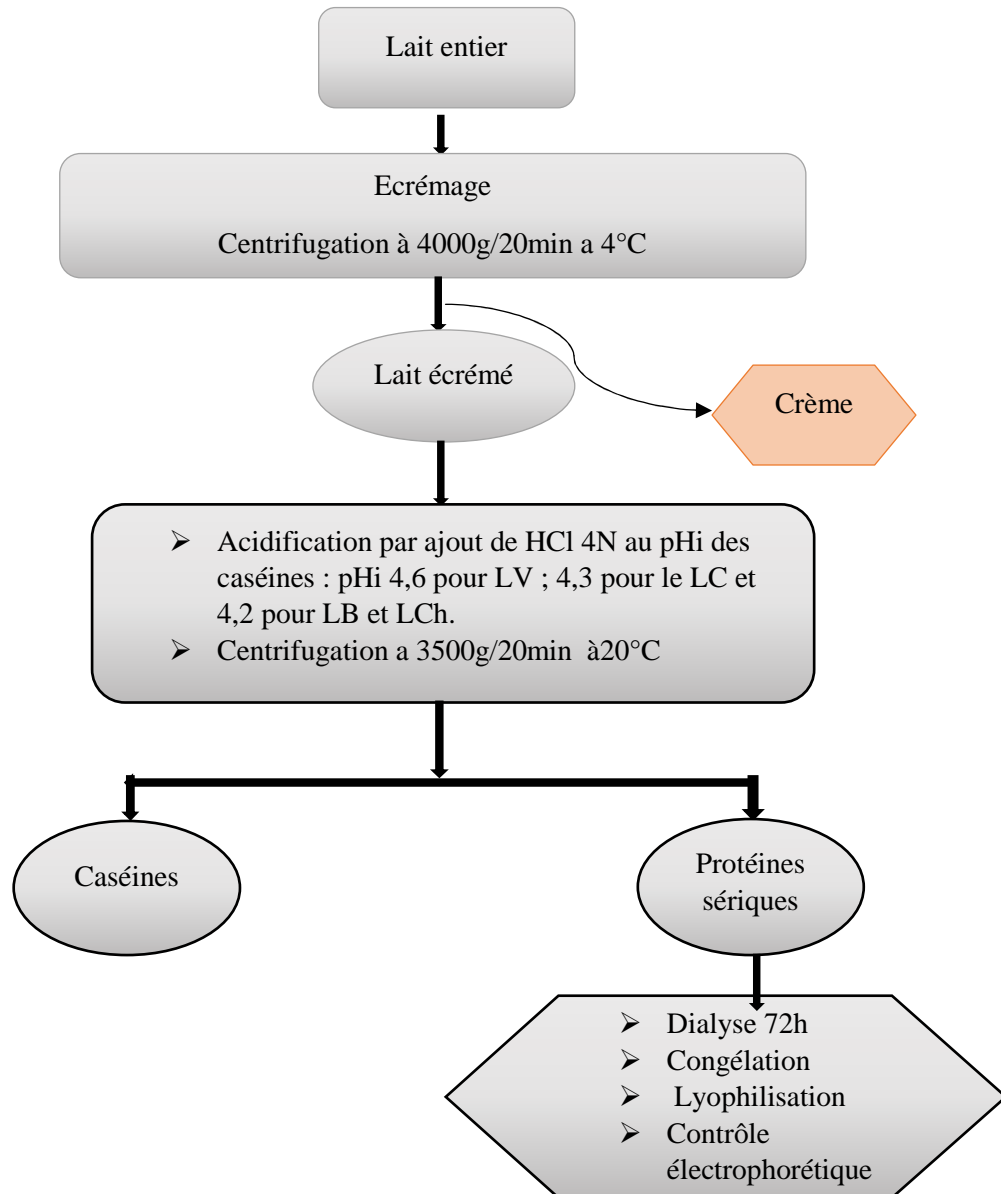 Lait entier
Ecrémage
Centrifugation à 4000g/20min a 4°C
Lait écrémé
Crème
➢ Acidification par ajout de HCl 4N au pHi des
caséines : pHi 4,6 pour LV ; 4,3 pour le LC et
4,2 pour LB et LCh.
➢ Centrifugation a 3500g/20min à20°C
Caséines
Protéines
sériques
➢ Dialyse 72h
➢ Congélation
➢ Lyophilisation
➢ Contrôle
électrophorétique